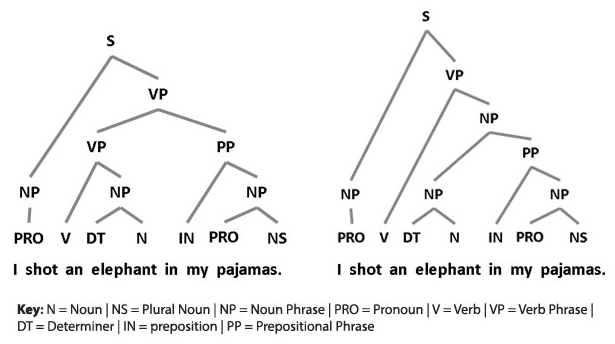 S
VP
VP PP
NP NP NP
PRO V DT N IN PRO NS
I shot an elephant in my pajamas.
S
VP
NP
PP
NP NP NP
PRO V DT N IN PRO NS
I shot an elephant in my pajamas.
Key: N = Noun | NS = Plural Noun | NP = Noun Phrase | PRO = Pronoun | V = Verb | VP = Verb Phrase |
DT = Determiner | IN = preposition | PP = Prepositional Phrase